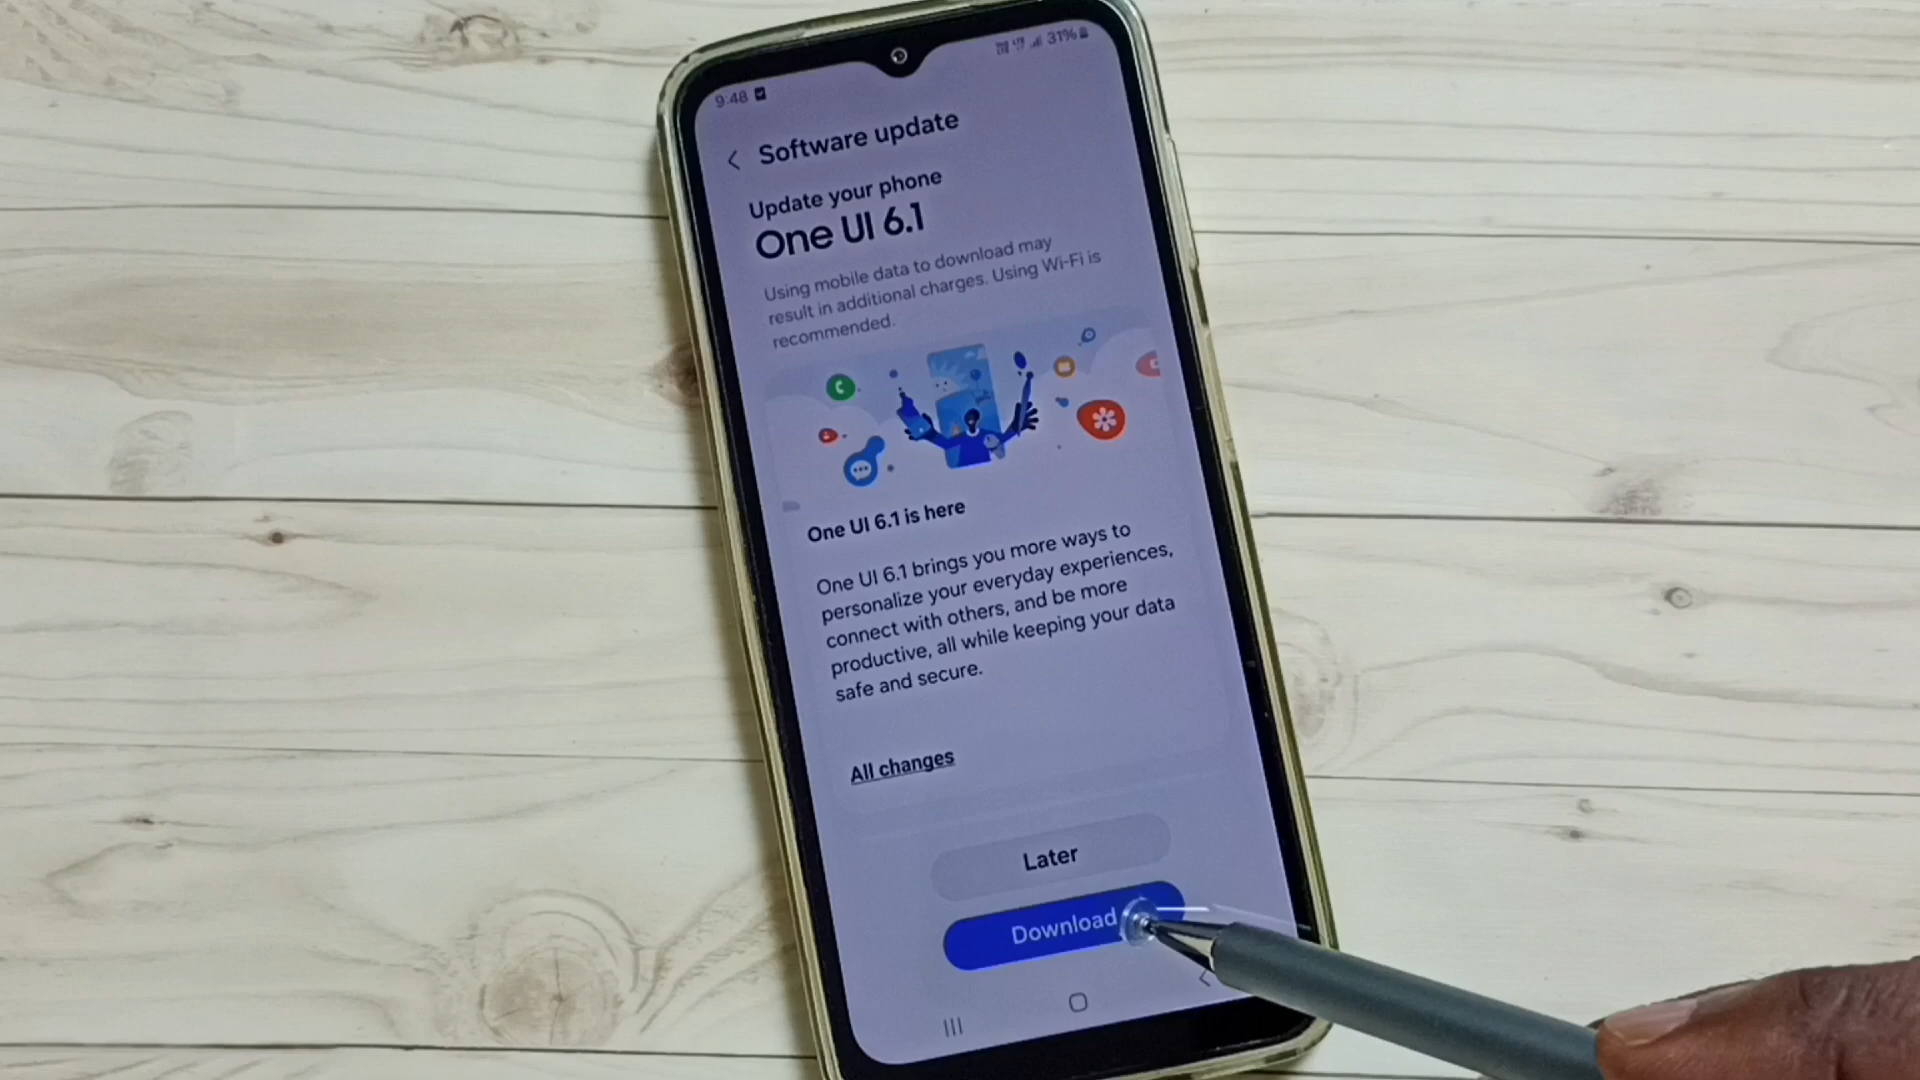 9:48
31%
Software update
Update your phone
One UI 6.1
Using mobile data to download may
result in additional charges. Using Wi-Fi is
recommended.
One UI 6.1 is here
One UI 6.1 brings you more ways to
personalize your everyday experiences,
connect with others, and be more
productive, all while keeping your data
safe and secure.
All changes
Later
Download